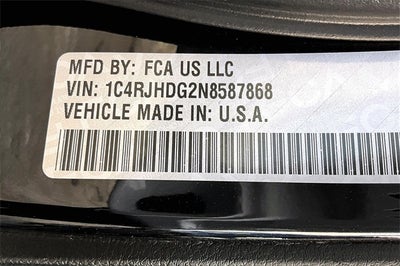 MFD BY: FCA US LLC
VIN: 1C4RJHDG2N8587868
VEHICLE MADE IN U.S.A.